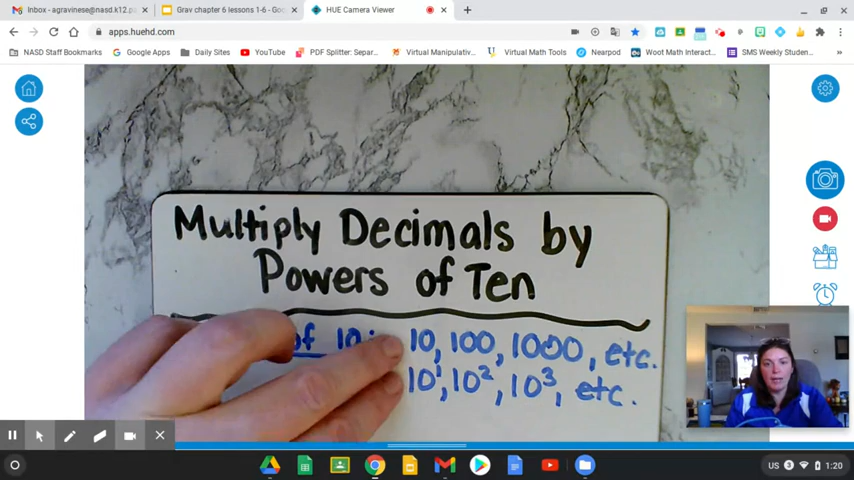 Inbox - agravinese@nasd.k12.pa
Grav chapter 6 lessons 1-6 - Goo
HUE Camera Viewer
apps.huehd.com
NASD Staff Bookmarks
Google Apps
Daily Sites
YouTube
PDF Splitter: Separ...
Virtual Manipulativ...
Virtual Math Tools
Nearpod
Woot Math Interact...
SMS Weekly Studen...
Multiply Decimals by
Powers of Ten
of 10: 10, 100, 1000, etc.
10¹, 10², 10³, etc.
US 3 1:20